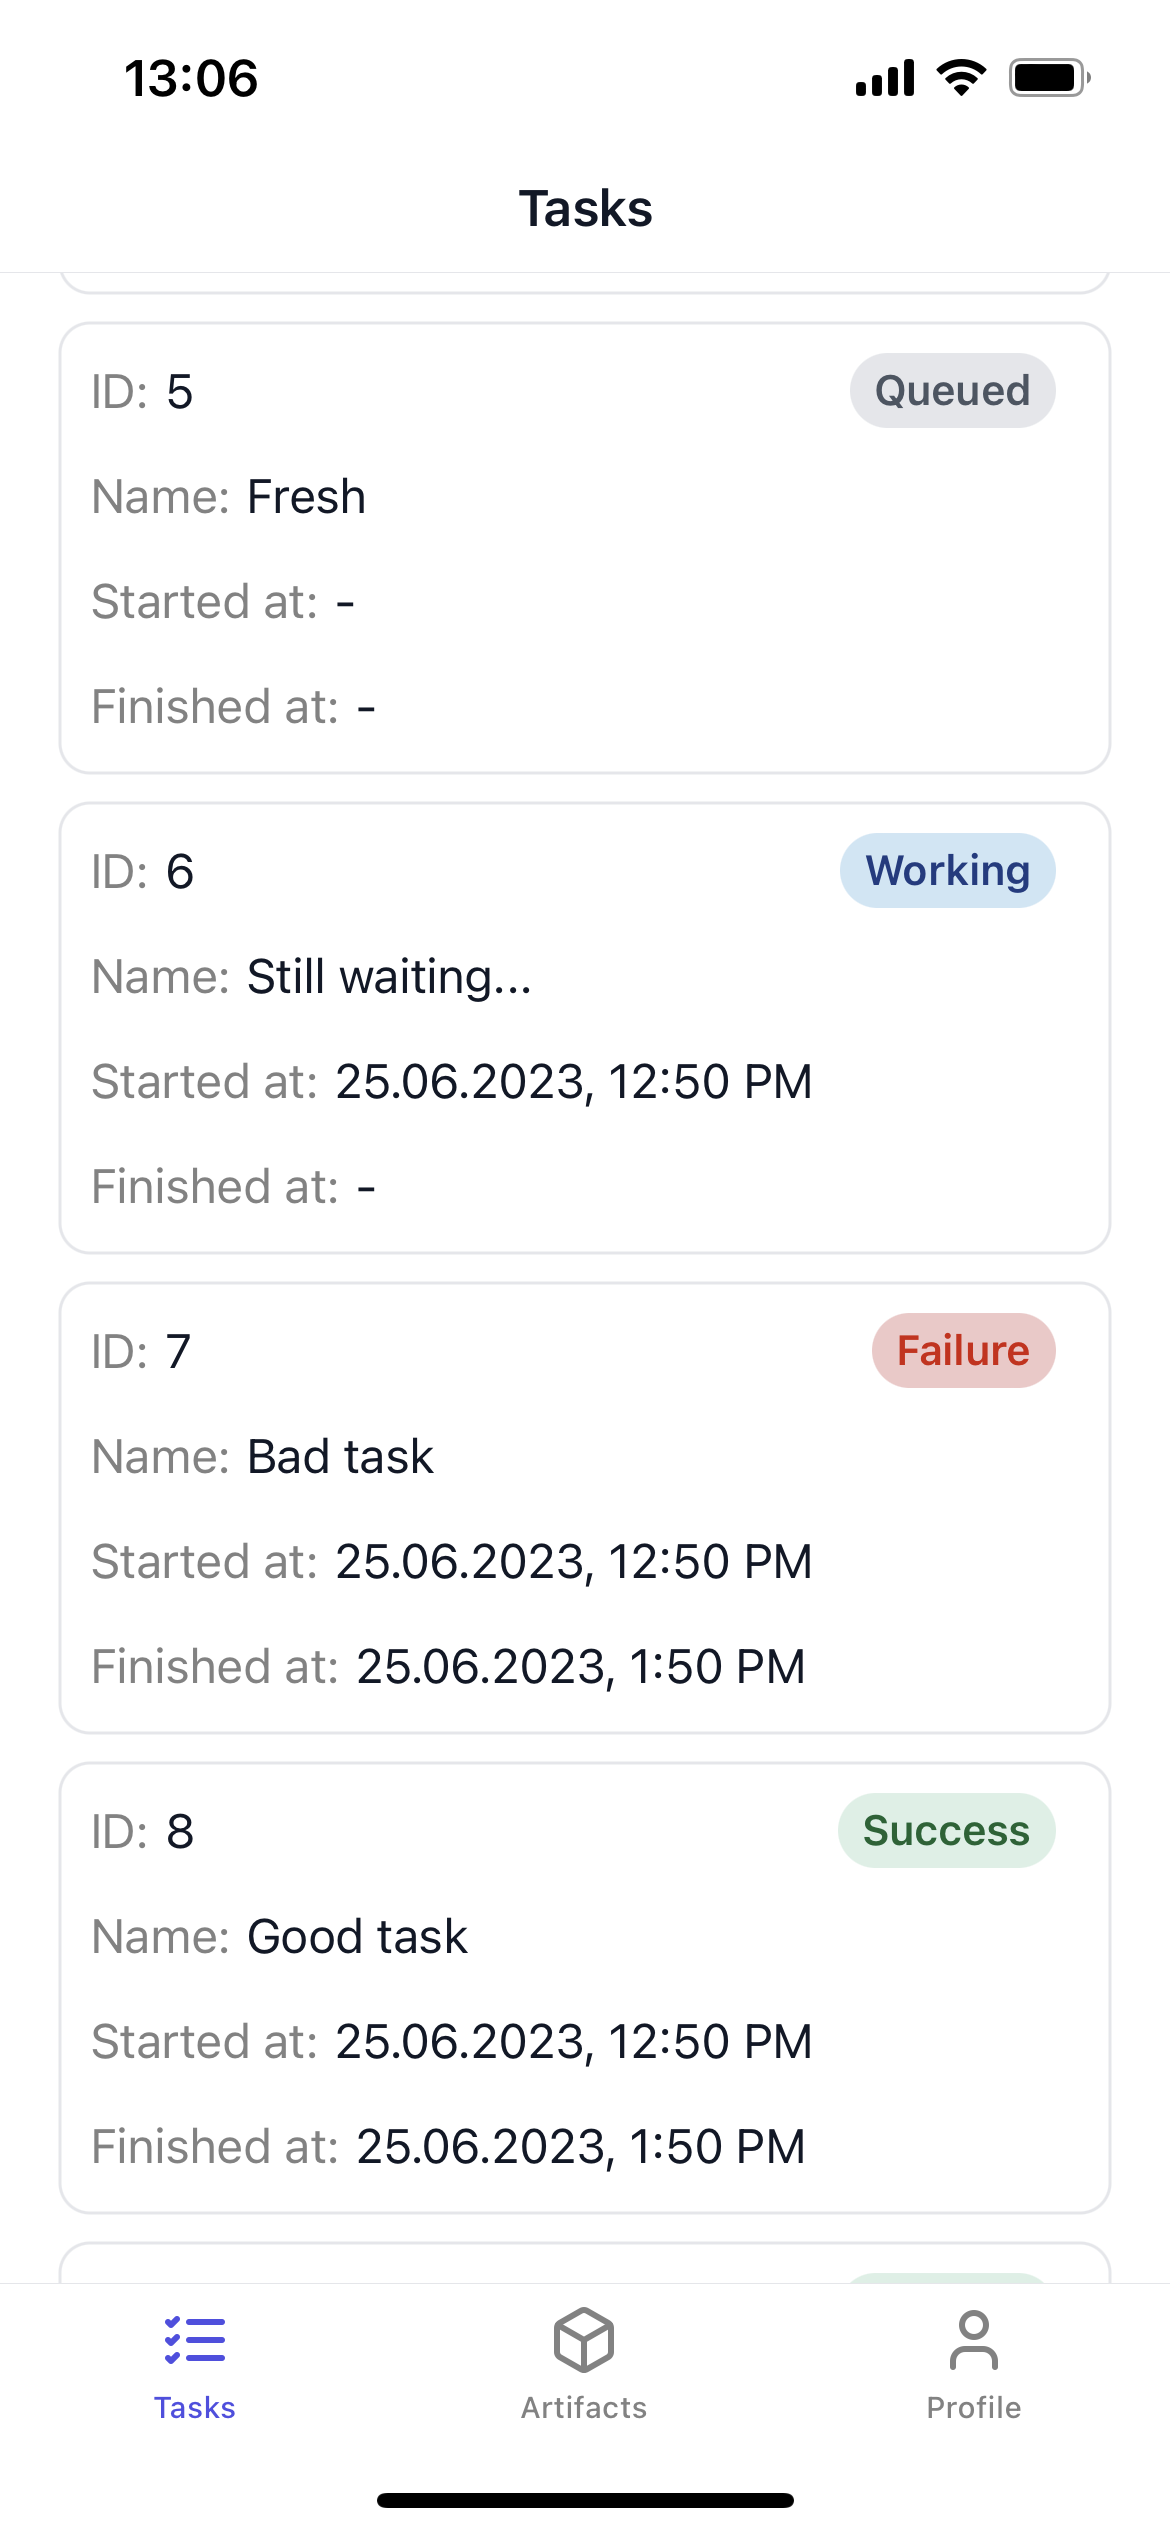 13:06
Tasks
ID: 5
Queued
Name: Fresh
Started at: -
Finished at: -
ID: 6
Working
Name: Still waiting...
Started at: 25.06.2023, 12:50 PM
Finished at: -
ID: 7
Failure
Name: Bad task
Started at: 25.06.2023, 12:50 PM
Finished at: 25.06.2023, 1:50 PM
ID: 8
Success
Name: Good task
Started at: 25.06.2023, 12:50 PM
Finished at: 25.06.2023, 1:50 PM
Tasks
Artifacts
Profile